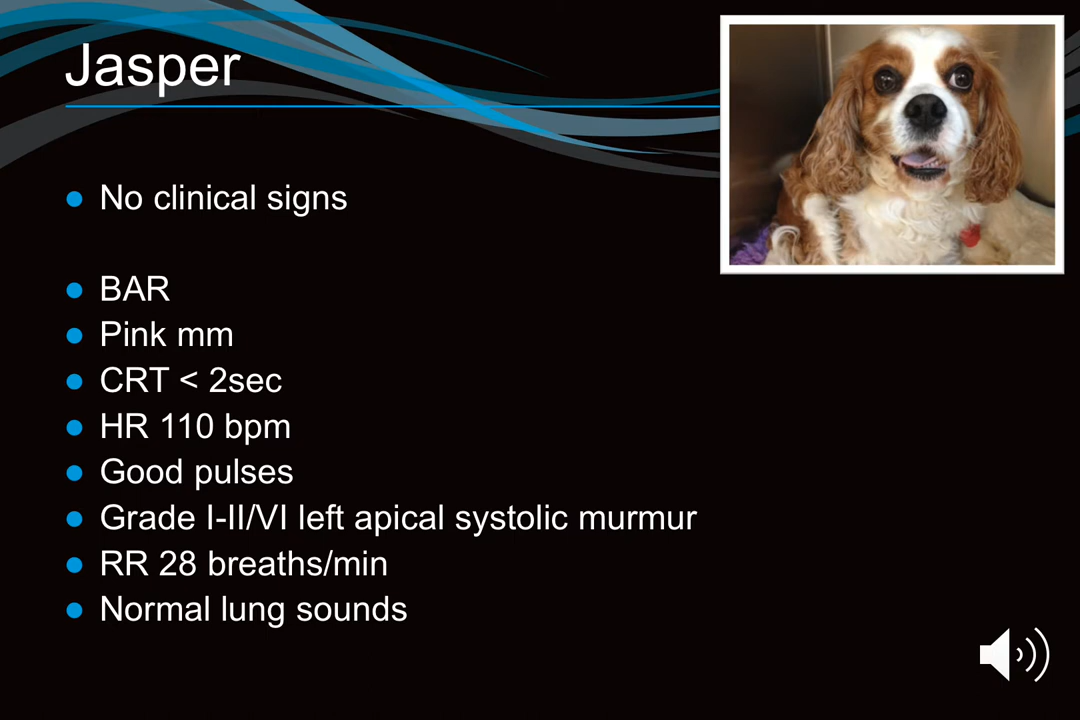 Jasper
No clinical signs
BAR
Pink mm
CRT < 2sec
HR 110 bpm
Good pulses
Grade I-II/VI left apical systolic murmur
RR 28 breaths/min
Normal lung sounds